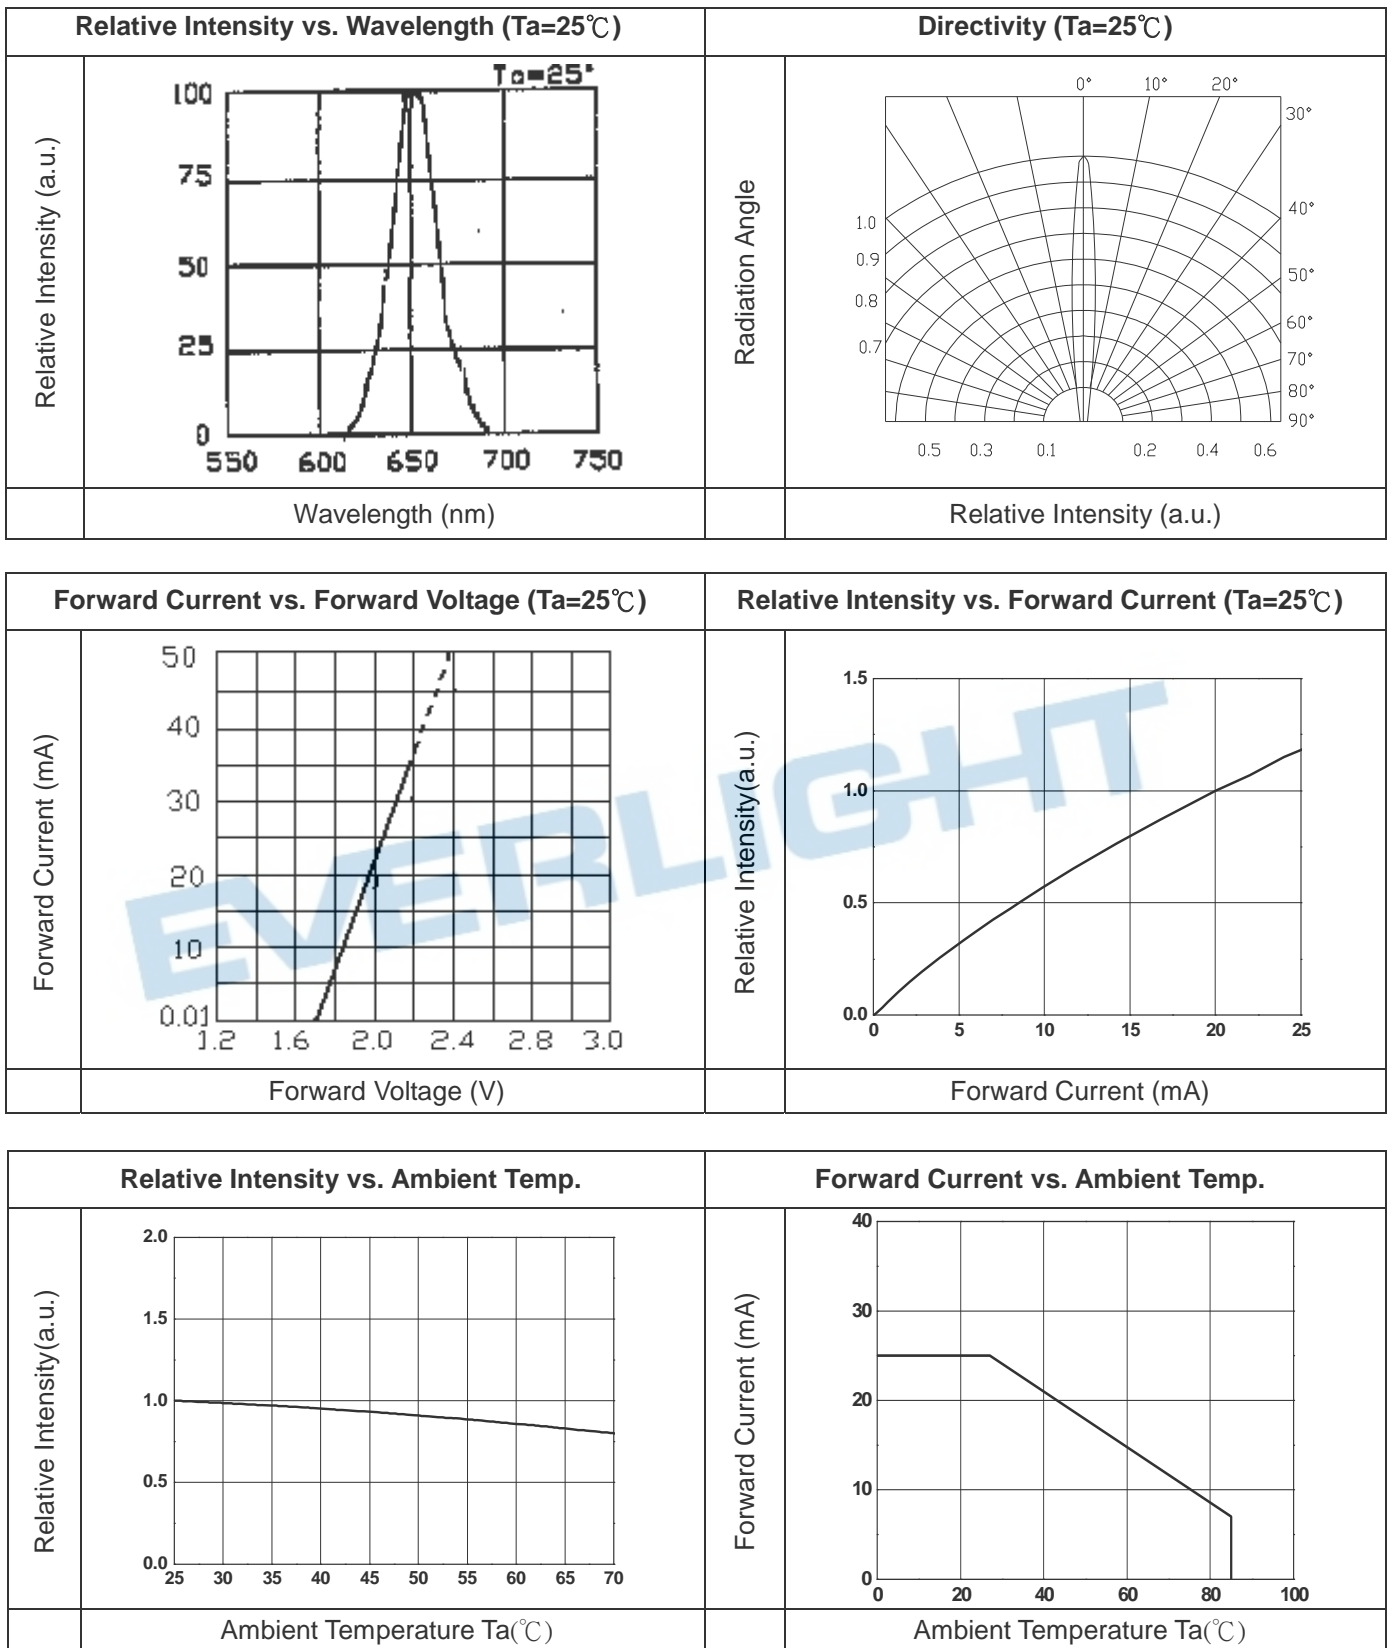 Relative Intensity vs. Wavelength (Ta=25℃)
Directivity (Ta=25℃)
Relative Intensity (a.u.)
Ta=25°
100
75
50
25
0
550 600 650 700 750
Wavelength (nm)
Radiation Angle
0° 10° 20°
30°
40°
50°
60°
70°
80°
90°
1.0
0.9
0.8
0.7
0.5 0.3 0.1 0.2 0.4 0.6
Relative Intensity (a.u.)
Forward Current vs. Forward Voltage (Ta=25℃)
Relative Intensity vs. Forward Current (Ta=25℃)
Forward Current (mA)
50
40
30
20
10
0.01
1.2 1.6 2.0 2.4 2.8 3.0
Forward Voltage (V)
Relative Intensity(a.u.)
1.5
1.0
0.5
0.0
0 5 10 15 20 25
Forward Current (mA)
EVERLIGHT
Relative Intensity vs. Ambient Temp.
Forward Current vs. Ambient Temp.
Relative Intensity(a.u.)
2.0
1.5
1.0
0.5
0.0
25 30 35 40 45 50 55 60 65 70
Ambient Temperature Ta(℃)
Forward Current (mA)
40
30
20
10
0
0 20 40 60 80 100
Ambient Temperature Ta(℃)